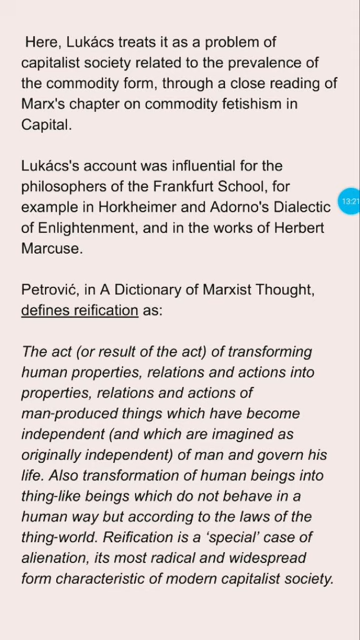 Here, Lukács treats it as a problem of
capitalist society related to the prevalence of
the commodity form, through a close reading of
Marx's chapter on commodity fetishism in
Capital.
Lukács's account was influential for the
philosophers of the Frankfurt School, for
example in Horkheimer and Adorno's Dialectic
of Enlightenment, and in the works of Herbert
Marcuse.
13:21
Petrović, in A Dictionary of Marxist Thought,
defines reification as:
The act (or result of the act) of transforming
human properties, relations and actions into
properties, relations and actions of
man-produced things which have become
independent (and which are imagined as
originally independent) of man and govern his
life. Also transformation of human beings into
thing-like beings which do not behave in a
human way but according to the laws of the
thing-world. Reification is a ‘special’ case of
alienation, its most radical and widespread
form characteristic of modern capitalist society.